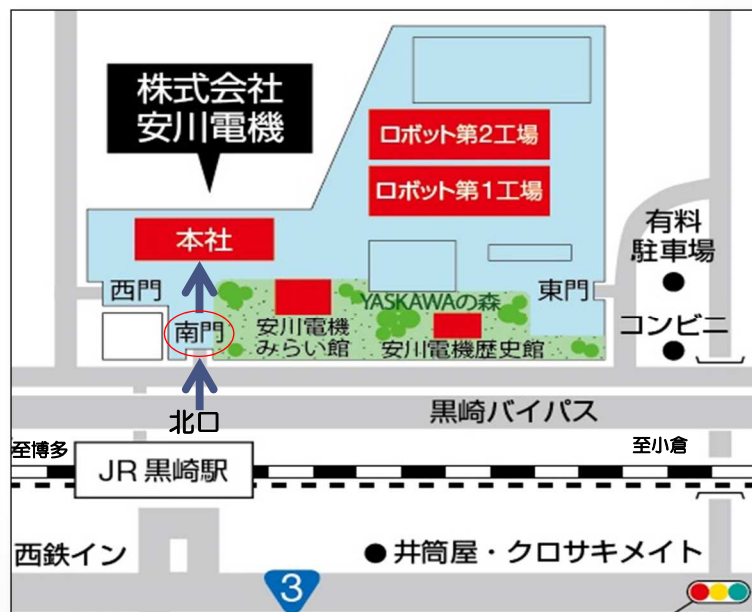 株式会社
安川電機
ロボット第2工場
ロボット第1工場
本社
有料
駐車場
西門
YASKAWAの森
東門
南門
安川電機
みらい館
安川電機歴史館
コンビニ
北口
黒崎バイパス
至博多
至小倉
JR 黒崎駅
西鉄イン
井筒屋・クロサキメイト
3